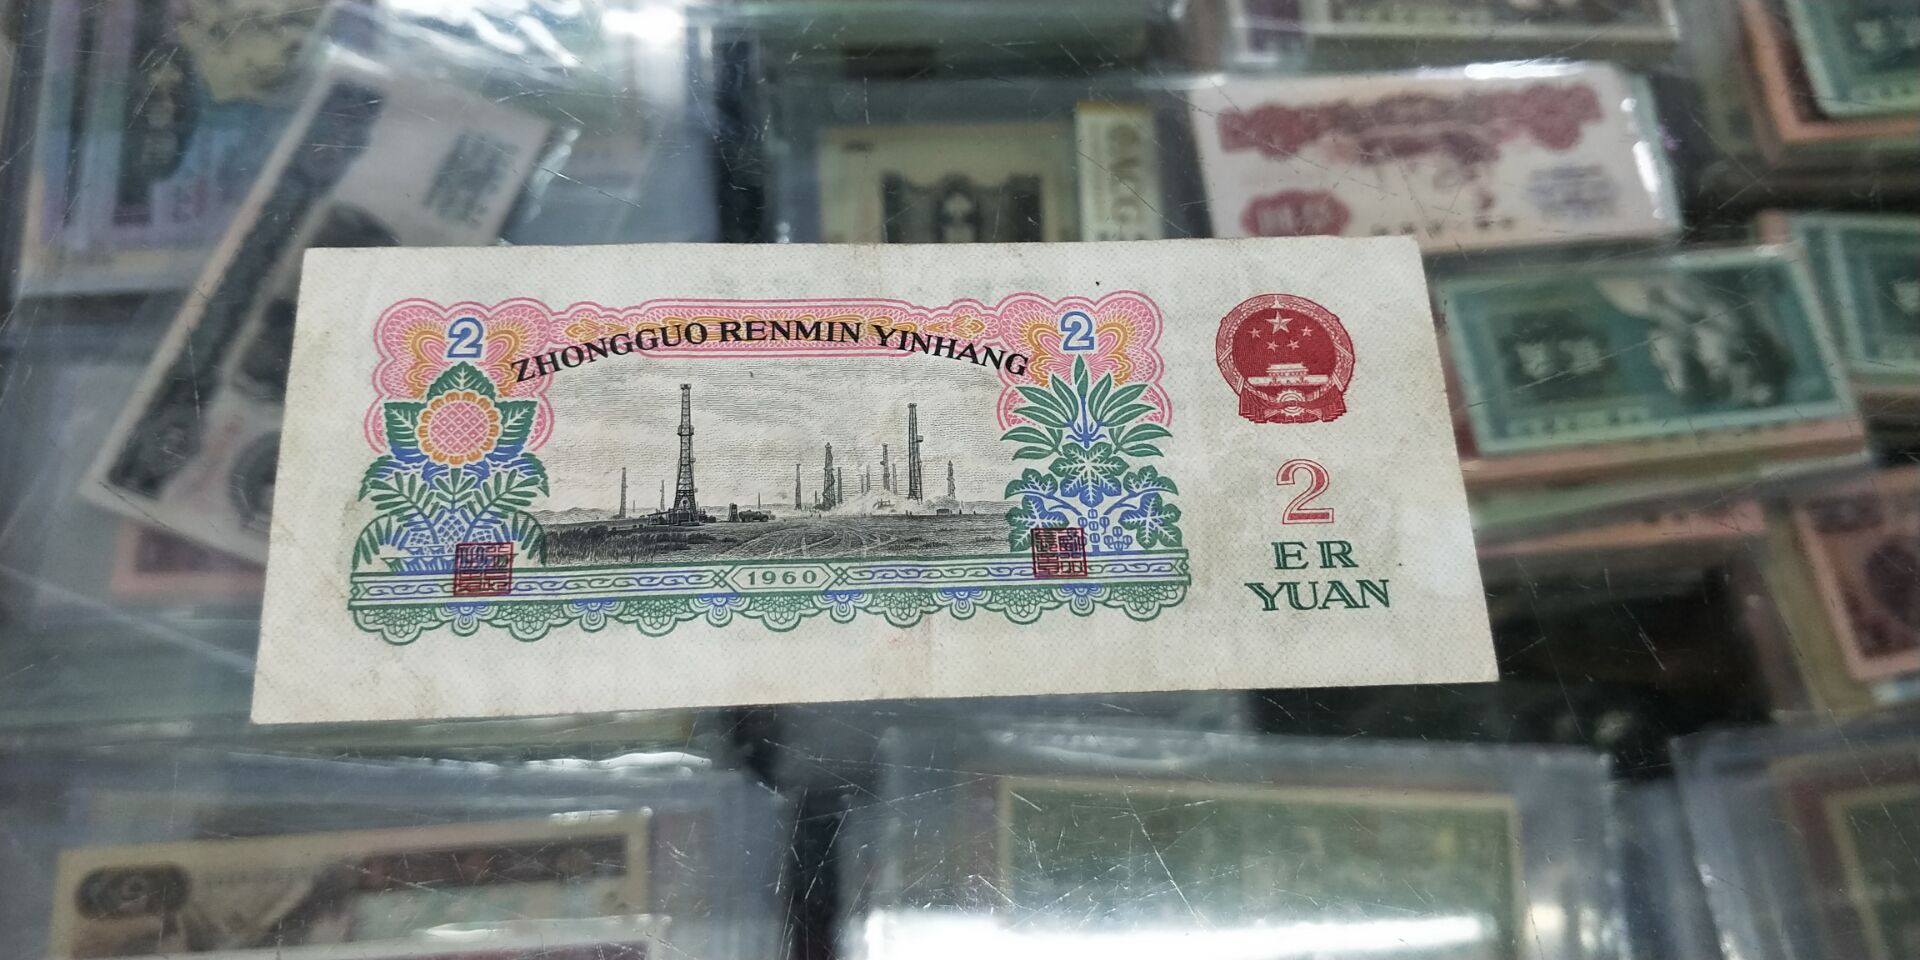 2
ZHONGGUO RENMIN YINHANG
2
2
ER
YUAN
1960